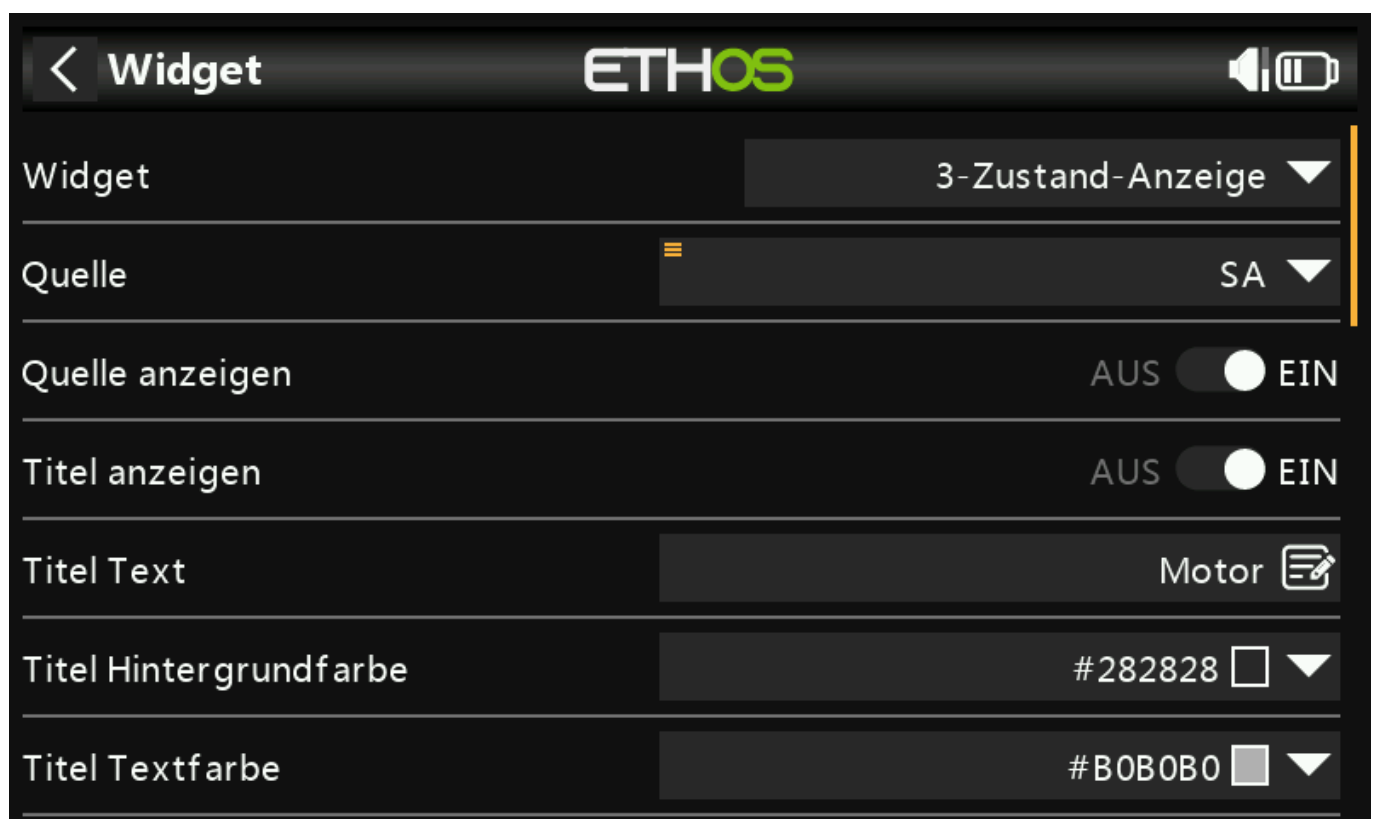 Widget
ETHOS
Widget 3-Zustand-Anzeige
Quelle SA
Quelle anzeigen AUS EIN
Titel anzeigen AUS EIN
Titel Text Motor
Titel Hintergrundfarbe #282828
Titel Textfarbe #B0B0B0